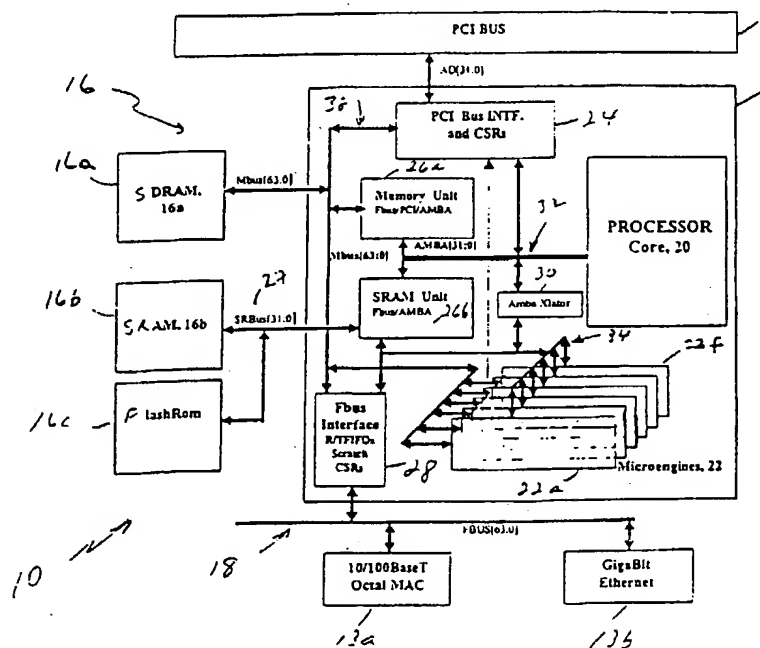 PCI BUS
AD[31:0]
16
38
PCI Bus INTF.
and CSRs
24
16a
SDRAM.
16a
Mbus[63:0]
26a
Memory Unit
Fbus/PCI/AMBA
32
PROCESSOR
Core, 20
AMBA[31:0]
Mbus[63:0]
27
30
16b
SRAM. 16b
SRBus[31:0]
SRAM Unit
Fbus/AMBA
26b
Amba Xlator
34
22f
16c
FlashRom
Fbus
Interface
R/TFIFOs
Scratch
CSRs
28
22a
Microengines, 22
10
18
FBUS[63:0]
10/100BaseT
Octal MAC
GigaBit
Ethernet
13a
13b